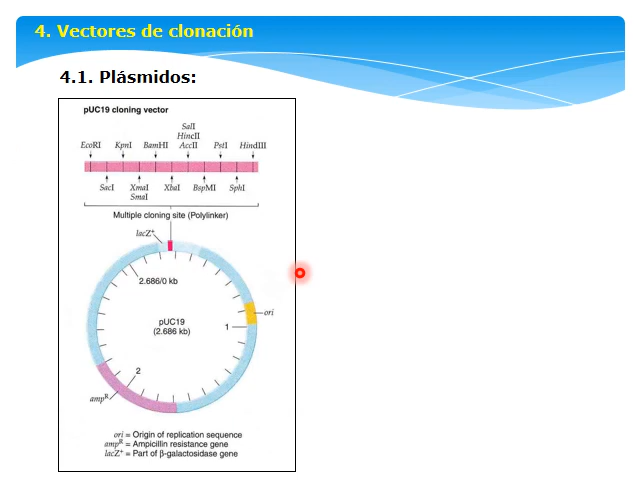 4. Vectores de clonación
4.1. Plásmidos:
pUC19 cloning vector
SalI
HincII
EcoRI KpnI BamHI AccII PstI HindIII
SacI XmaI XbaI BspMI SphI
SmaI
Multiple cloning site (Polylinker)
lacZ⁺
2.686/0 kb
ori
pUC19
(2.686 kb)
1
2
ampᴿ
ori = Origin of replication sequence
ampᴿ = Ampicillin resistance gene
lacZ⁺ = Part of β-galactosidase gene